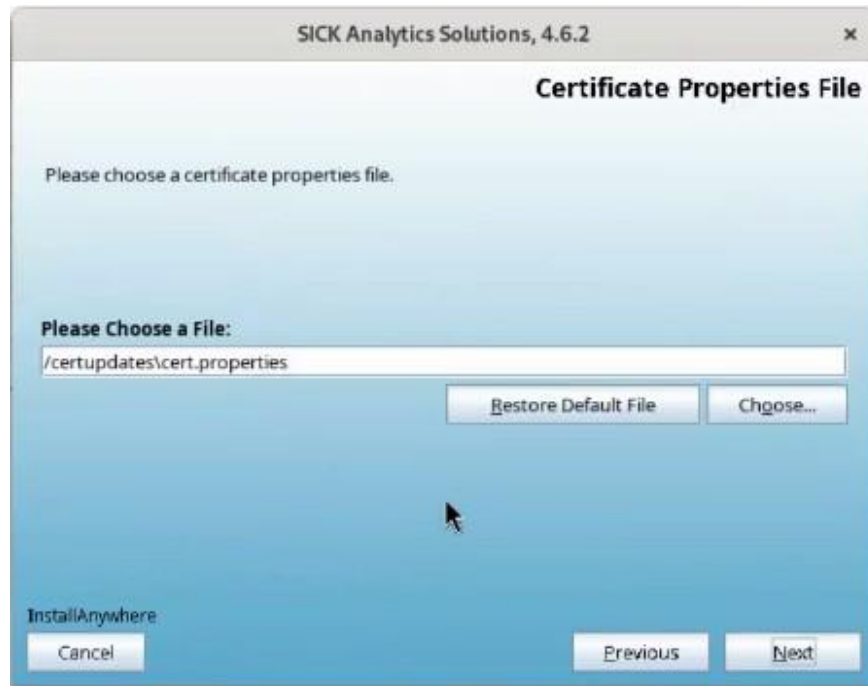 SICK Analytics Solutions, 4.6.2
×
Certificate Properties File
Please choose a certificate properties file.
Please Choose a File:
/certupdates\cert.properties
Restore Default File
Choose...
InstallAnywhere
Cancel
Previous
Next